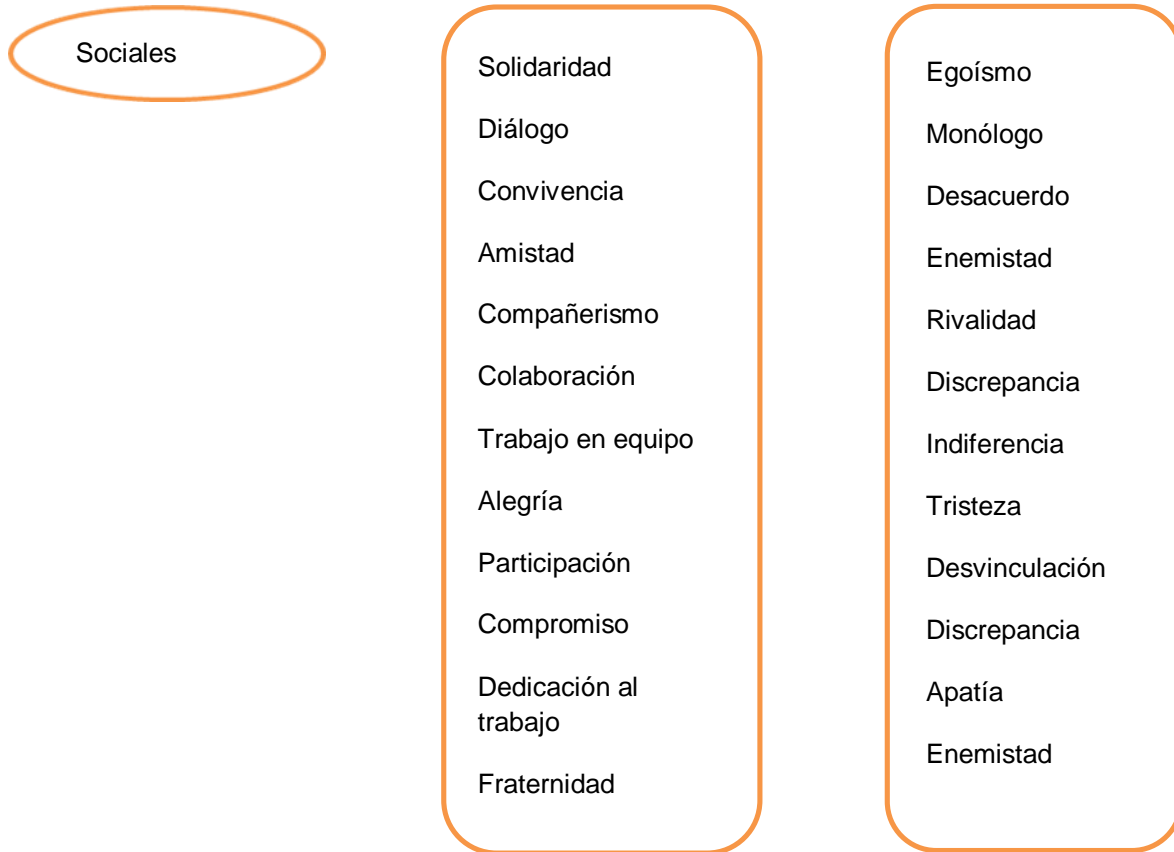 Sociales
Solidaridad
Diálogo
Convivencia
Amistad
Compañerismo
Colaboración
Trabajo en equipo
Alegría
Participación
Compromiso
Dedicación al
trabajo
Fraternidad
Egoísmo
Monólogo
Desacuerdo
Enemistad
Rivalidad
Discrepancia
Indiferencia
Tristeza
Desvinculación
Discrepancia
Apatía
Enemistad